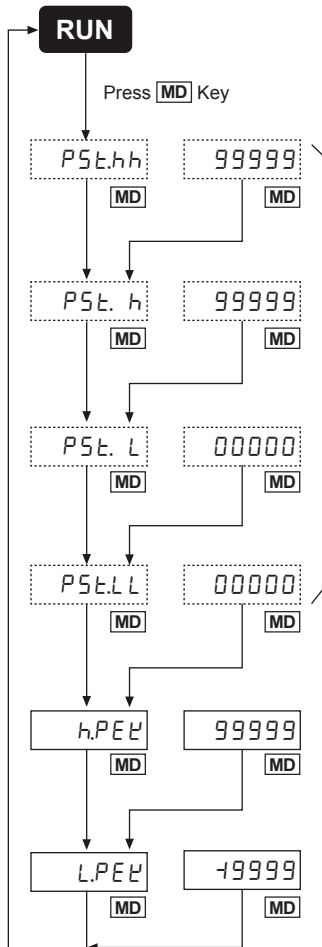 RUN
Press MD Key
PSt.hh 99999
MD MD
PSt. h 99999
MD MD
PSt. L 00000
MD MD
PSt.LL 00000
MD MD
h.PEK 99999
MD MD
L.PEK -19999
MD MD